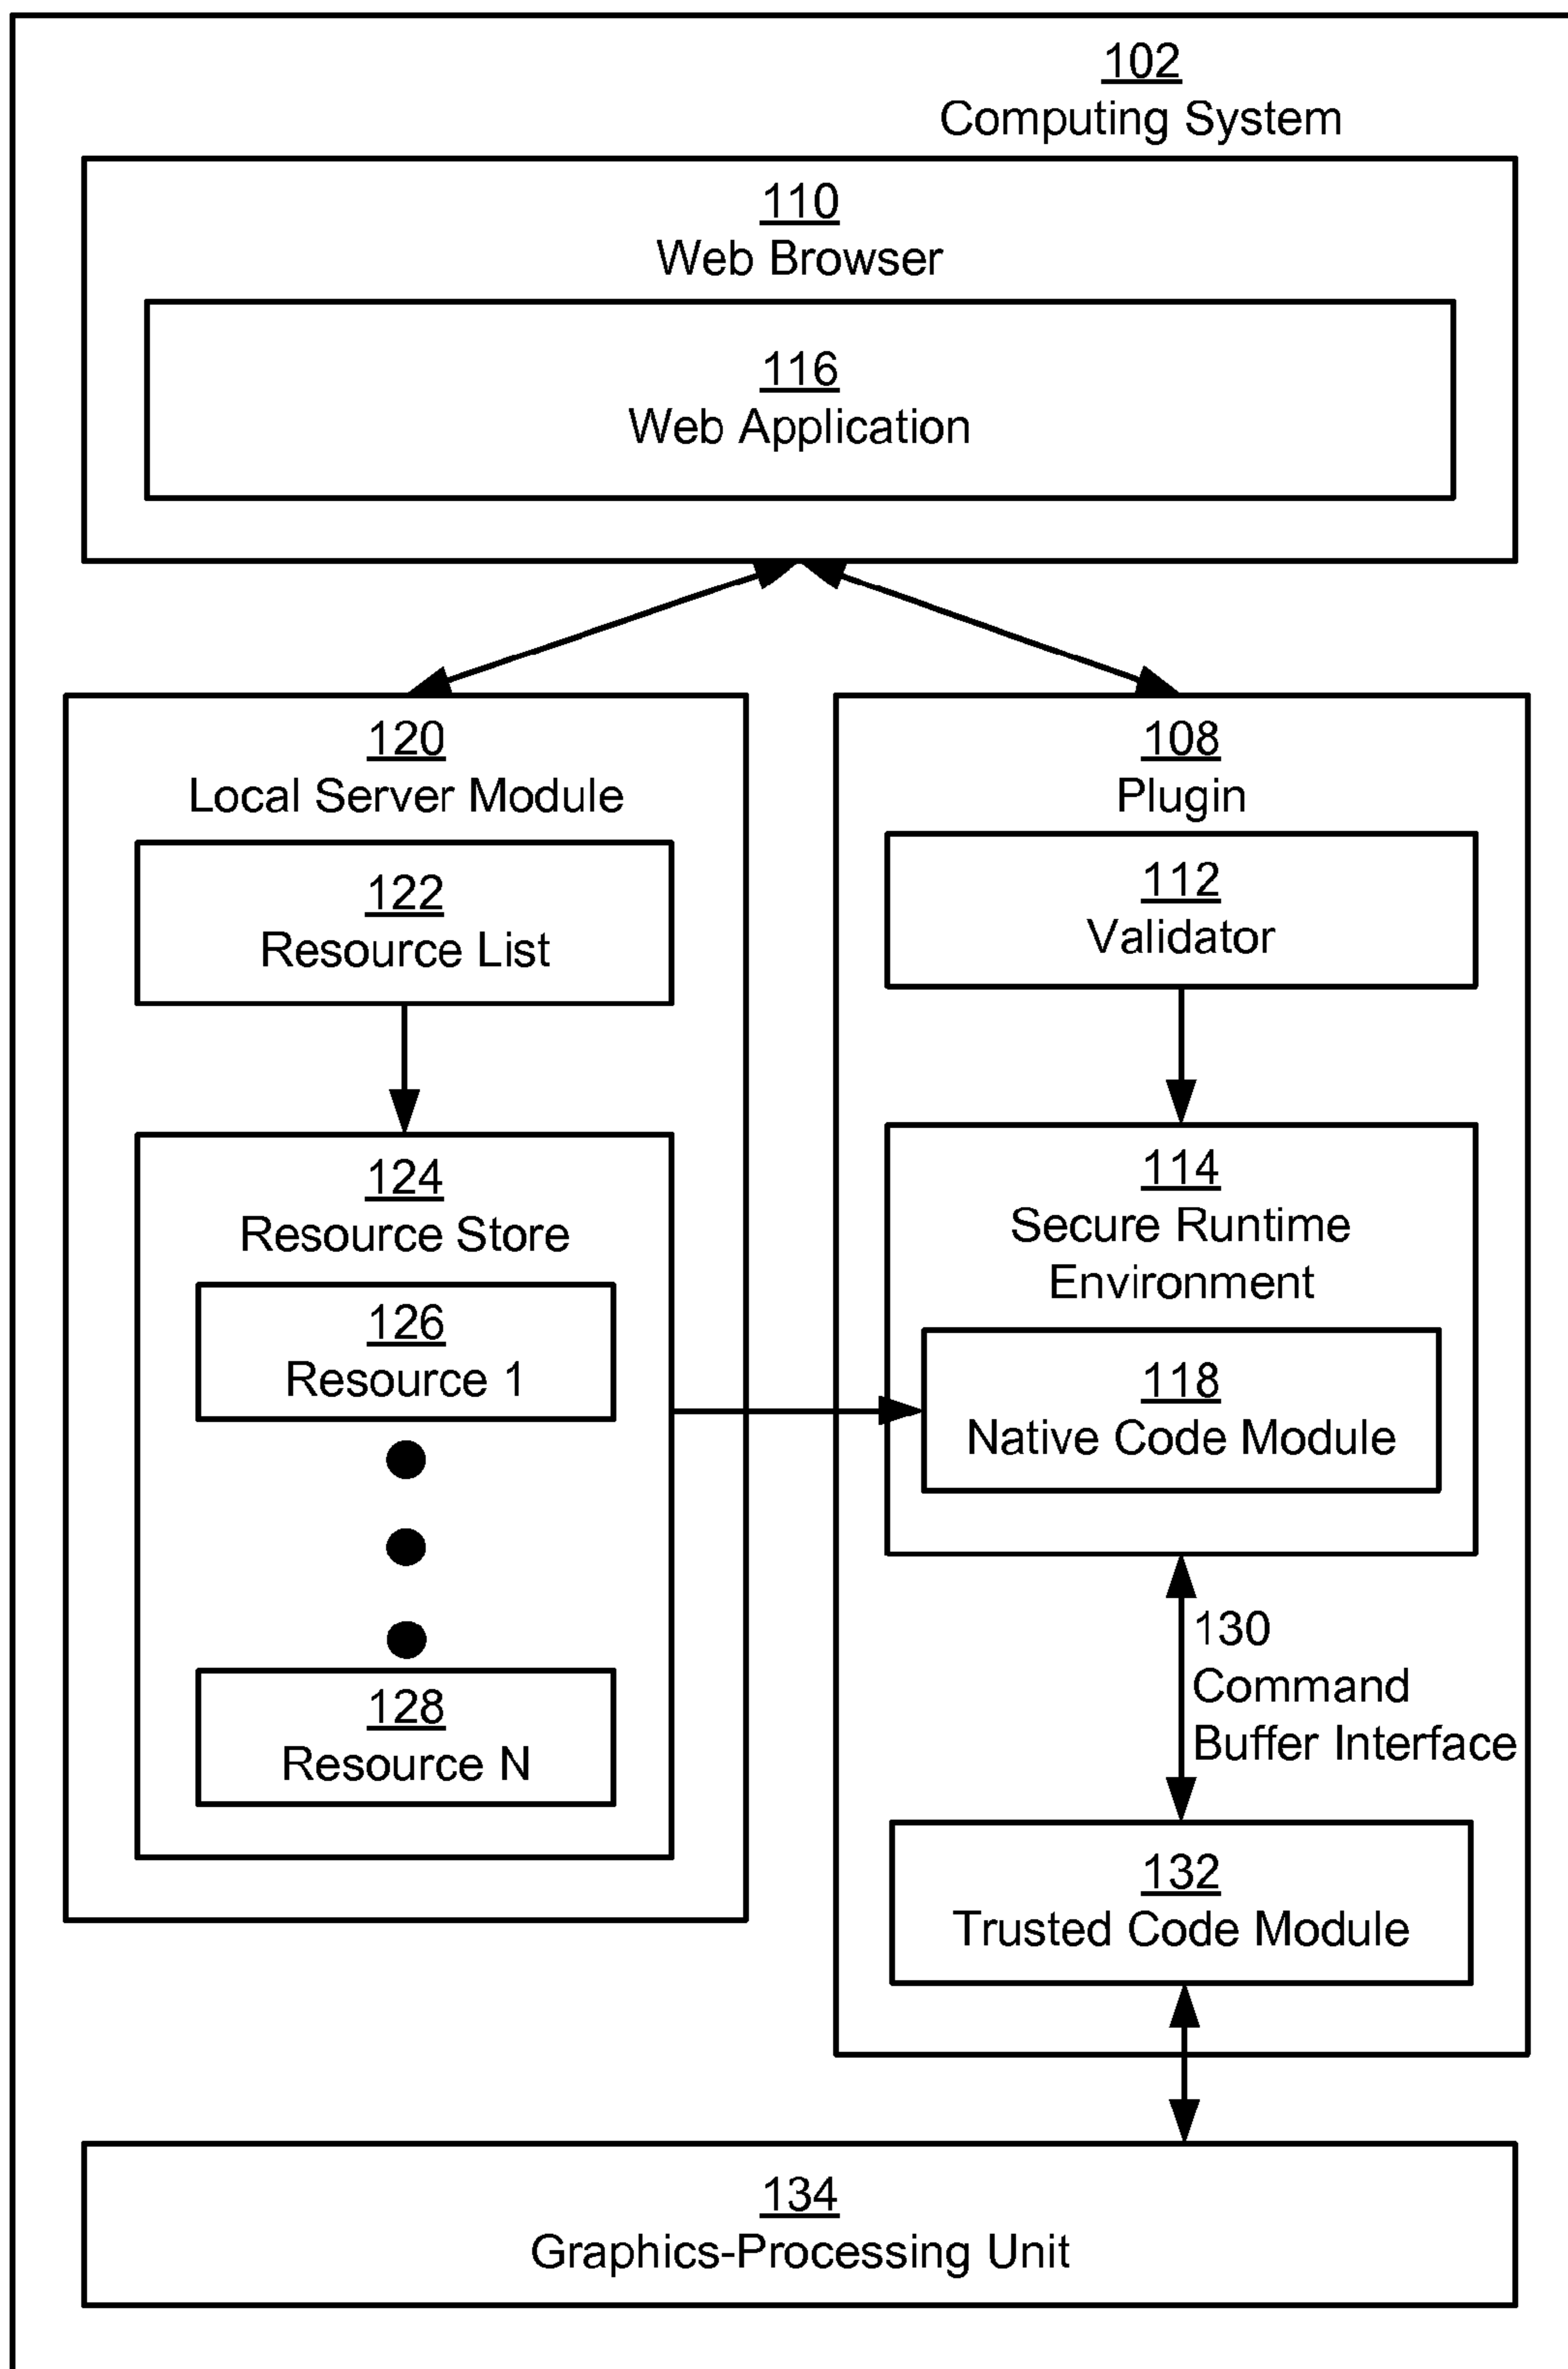 102
Computing System
110
Web Browser
116
Web Application
120
Local Server Module
122
Resource List
124
Resource Store
126
Resource 1
128
Resource N
108
Plugin
112
Validator
114
Secure Runtime
Environment
118
Native Code Module
130
Command
Buffer Interface
132
Trusted Code Module
134
Graphics-Processing Unit